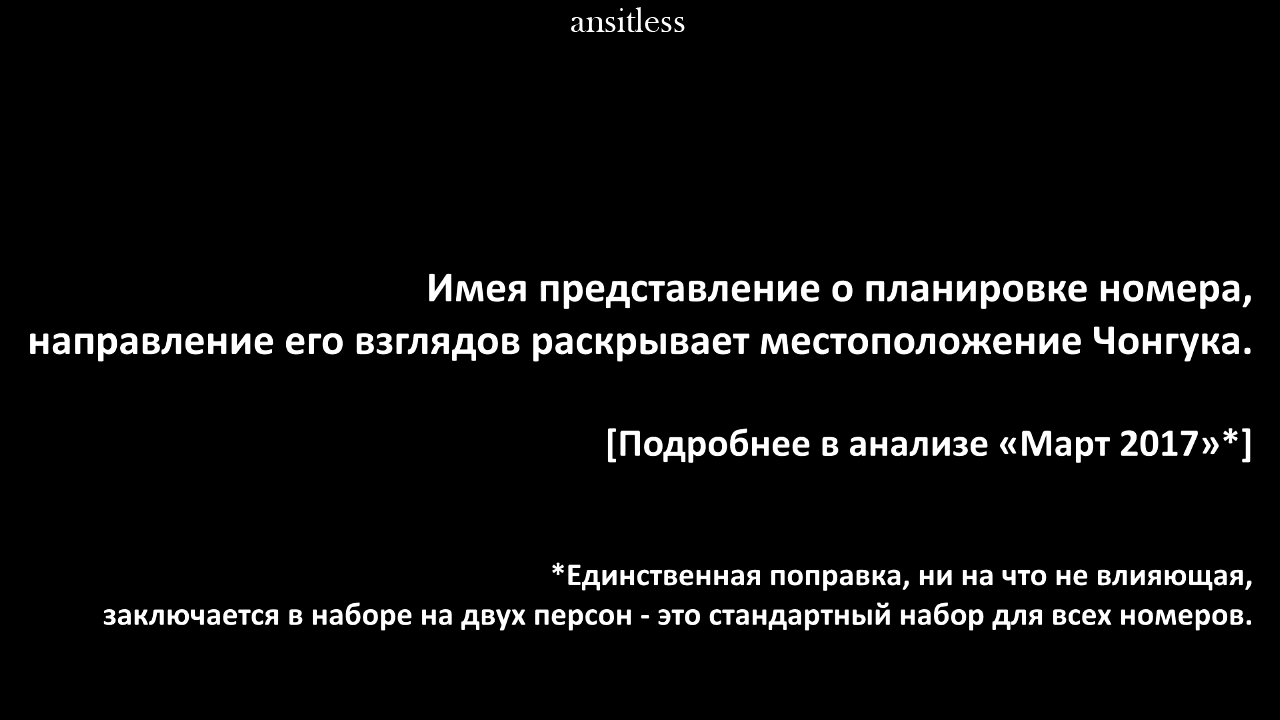 ansitless
Имея представление о планировке номера,
направление его взглядов раскрывает местоположение Чонгука.
[Подробнее в анализе «Март 2017»*]
*Единственная поправка, ни на что не влияющая,
заключается в наборе на двух персон - это стандартный набор для всех номеров.